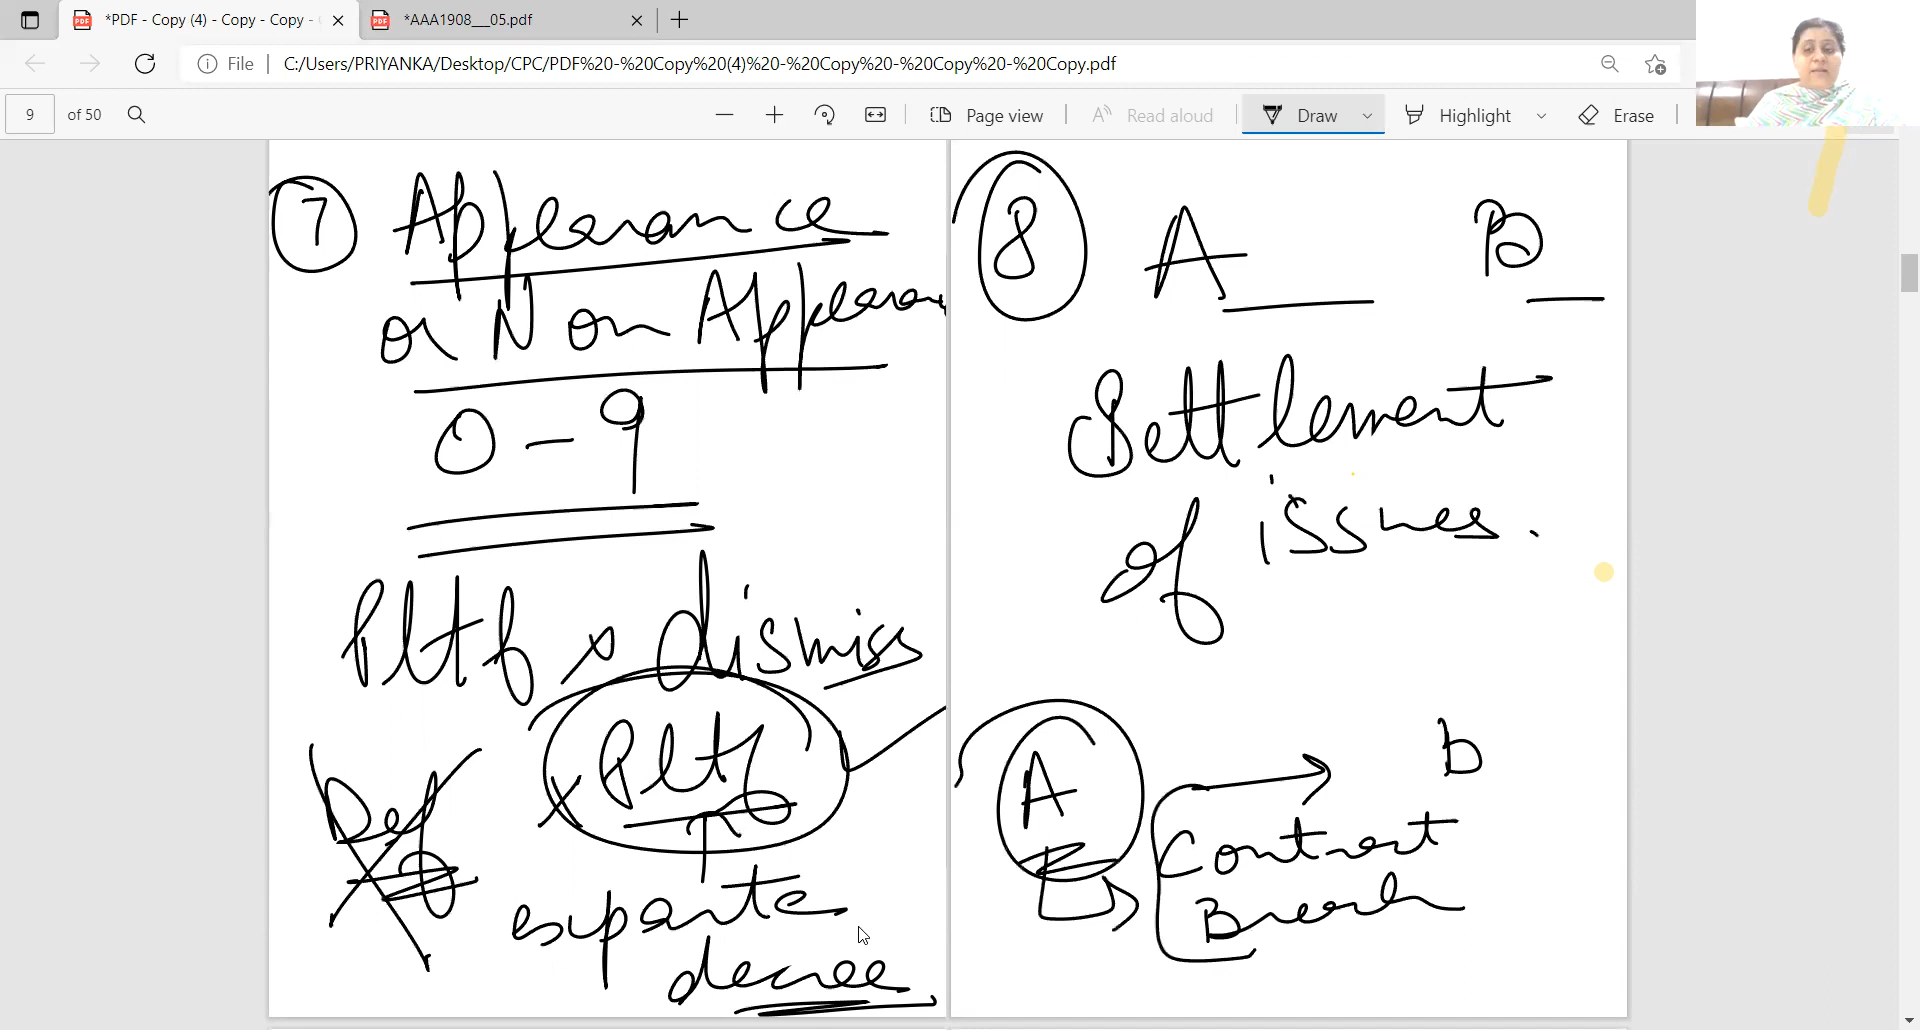 *PDF - Copy (4) - Copy - Copy -
*AAA1908___05.pdf
File
C:/Users/PRIYANKA/Desktop/CPC/PDF%20-%20Copy%20(4)%20-%20Copy%20-%20Copy%20-%20Copy.pdf
9 of 50
Page view
Read aloud
Draw
Highlight
Erase
7 Appearance
or Non Appearan
O - 9
Pltf x dismiss
Def x Pltf
exparte
decree
8 A B
Settlement
of issues.
A b
Contract
Breach